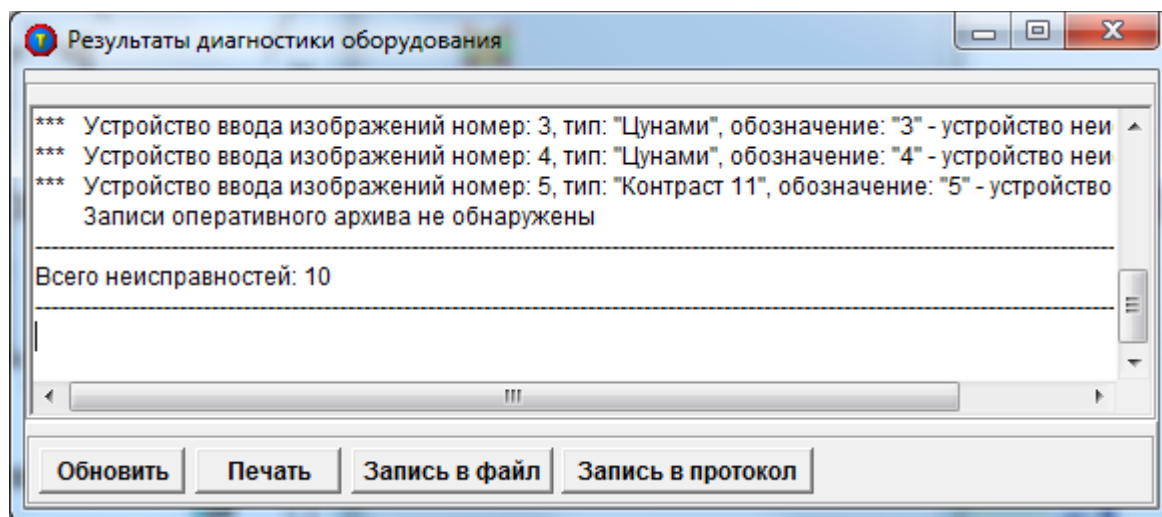 Результаты диагностики оборудования
*** Устройство ввода изображений номер: 3, тип: "Цунами", обозначение: "3" - устройство неи
*** Устройство ввода изображений номер: 4, тип: "Цунами", обозначение: "4" - устройство неи
*** Устройство ввода изображений номер: 5, тип: "Контраст 11", обозначение: "5" - устройство
Записи оперативного архива не обнаружены
Всего неисправностей: 10
Обновить Печать Запись в файл Запись в протокол